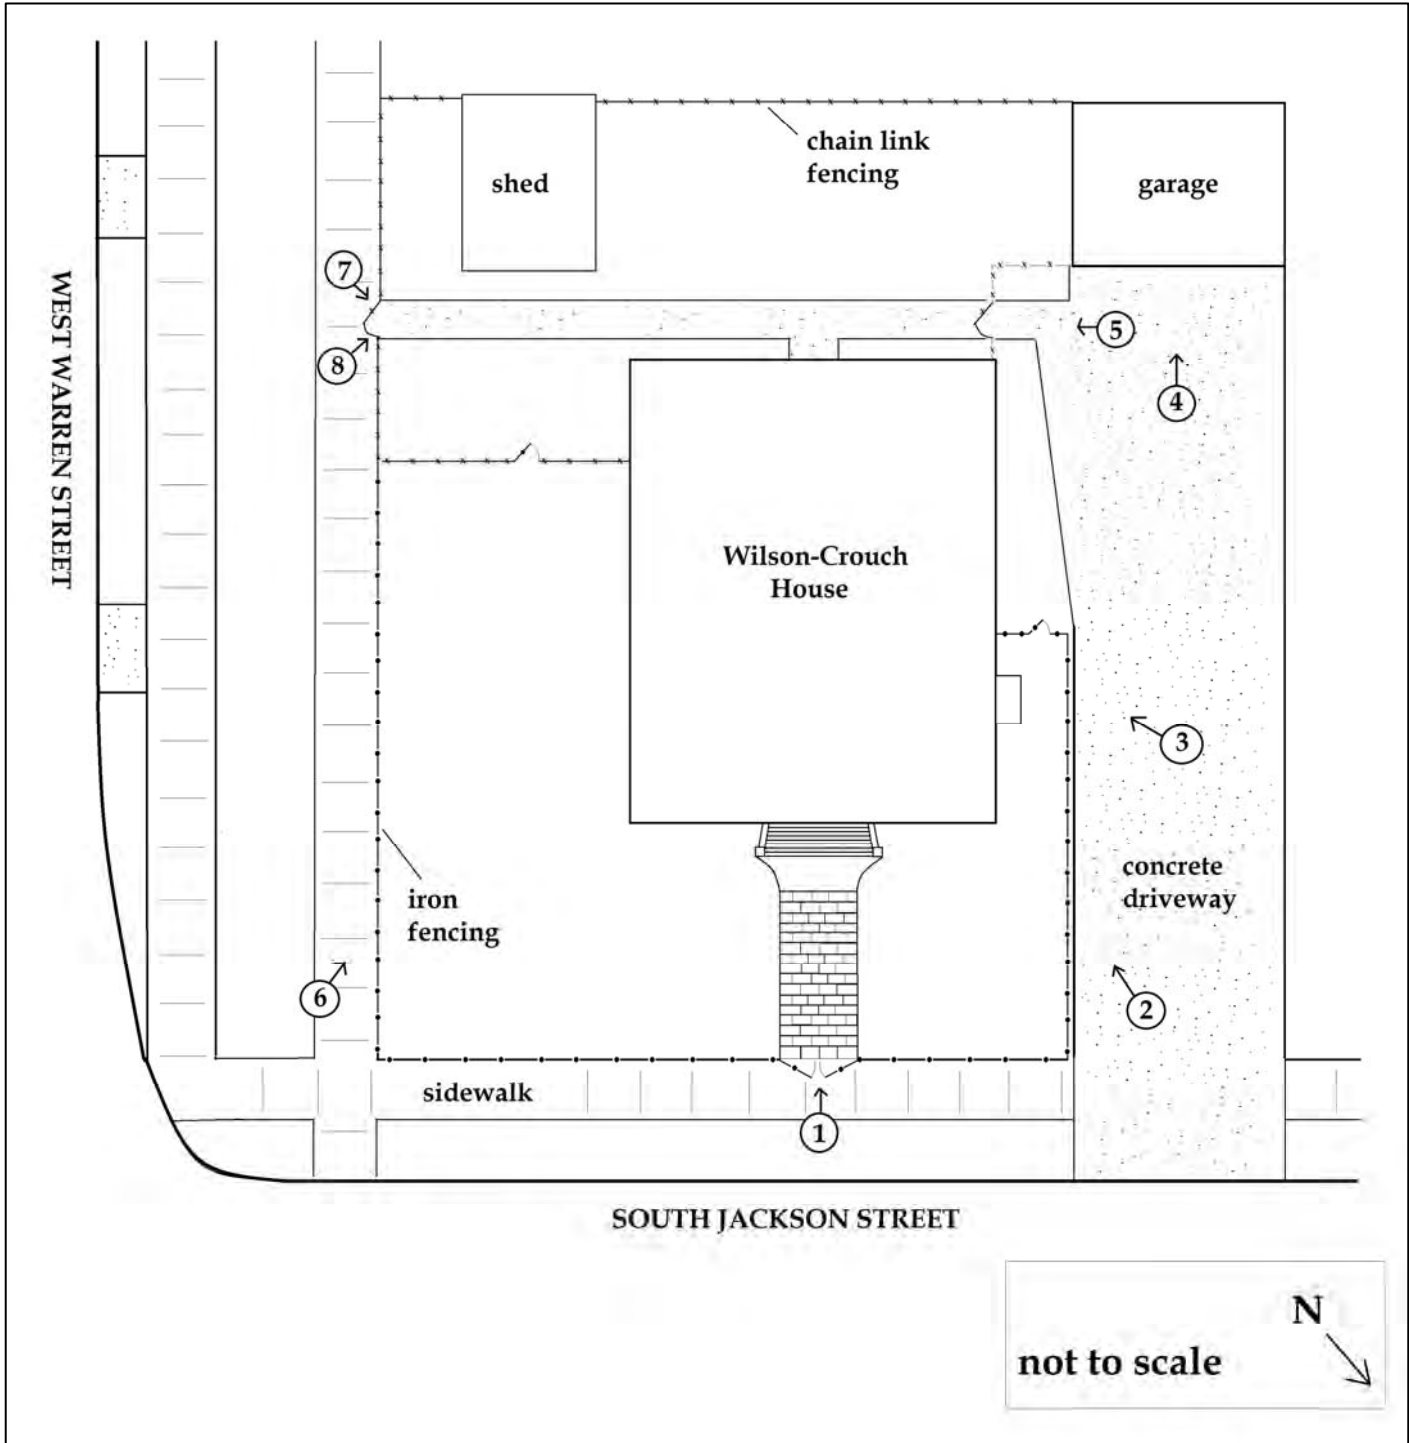 chain link
fencing
shed
garage
7
5
8
4
WEST WARREN STREET
Wilson-Crouch
House
3
concrete
driveway
iron
fencing
6
2
sidewalk
1
SOUTH JACKSON STREET
N
not to scale